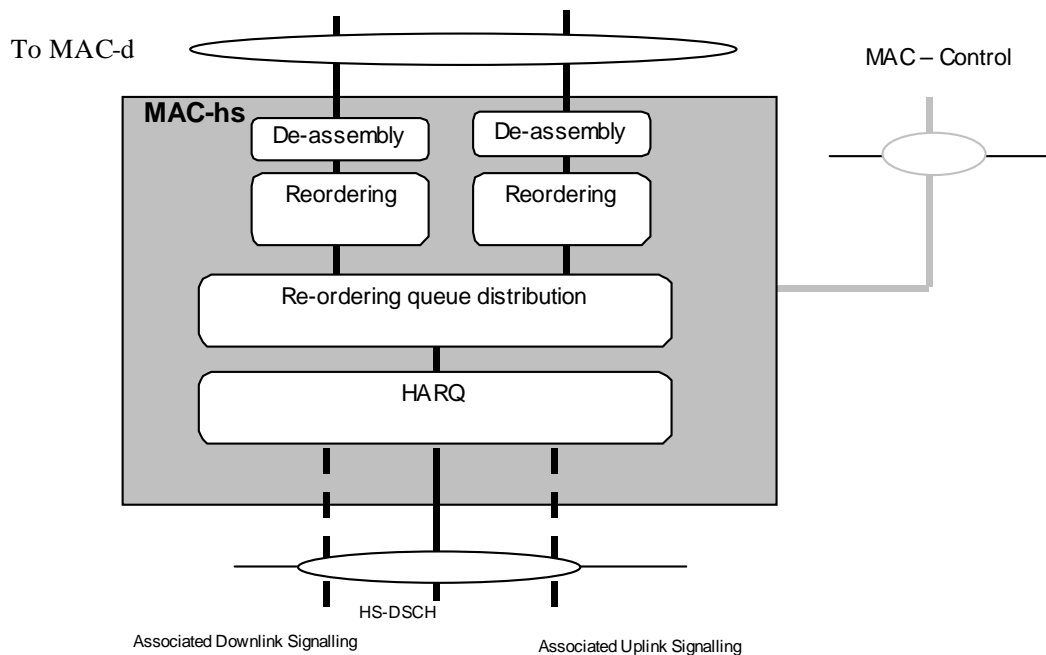 To MAC-d
MAC – Control
MAC-hs
De-assembly
De-assembly
Reordering
Reordering
Re-ordering queue distribution
HARQ
HS-DSCH
Associated Downlink Signalling
Associated Uplink Signalling